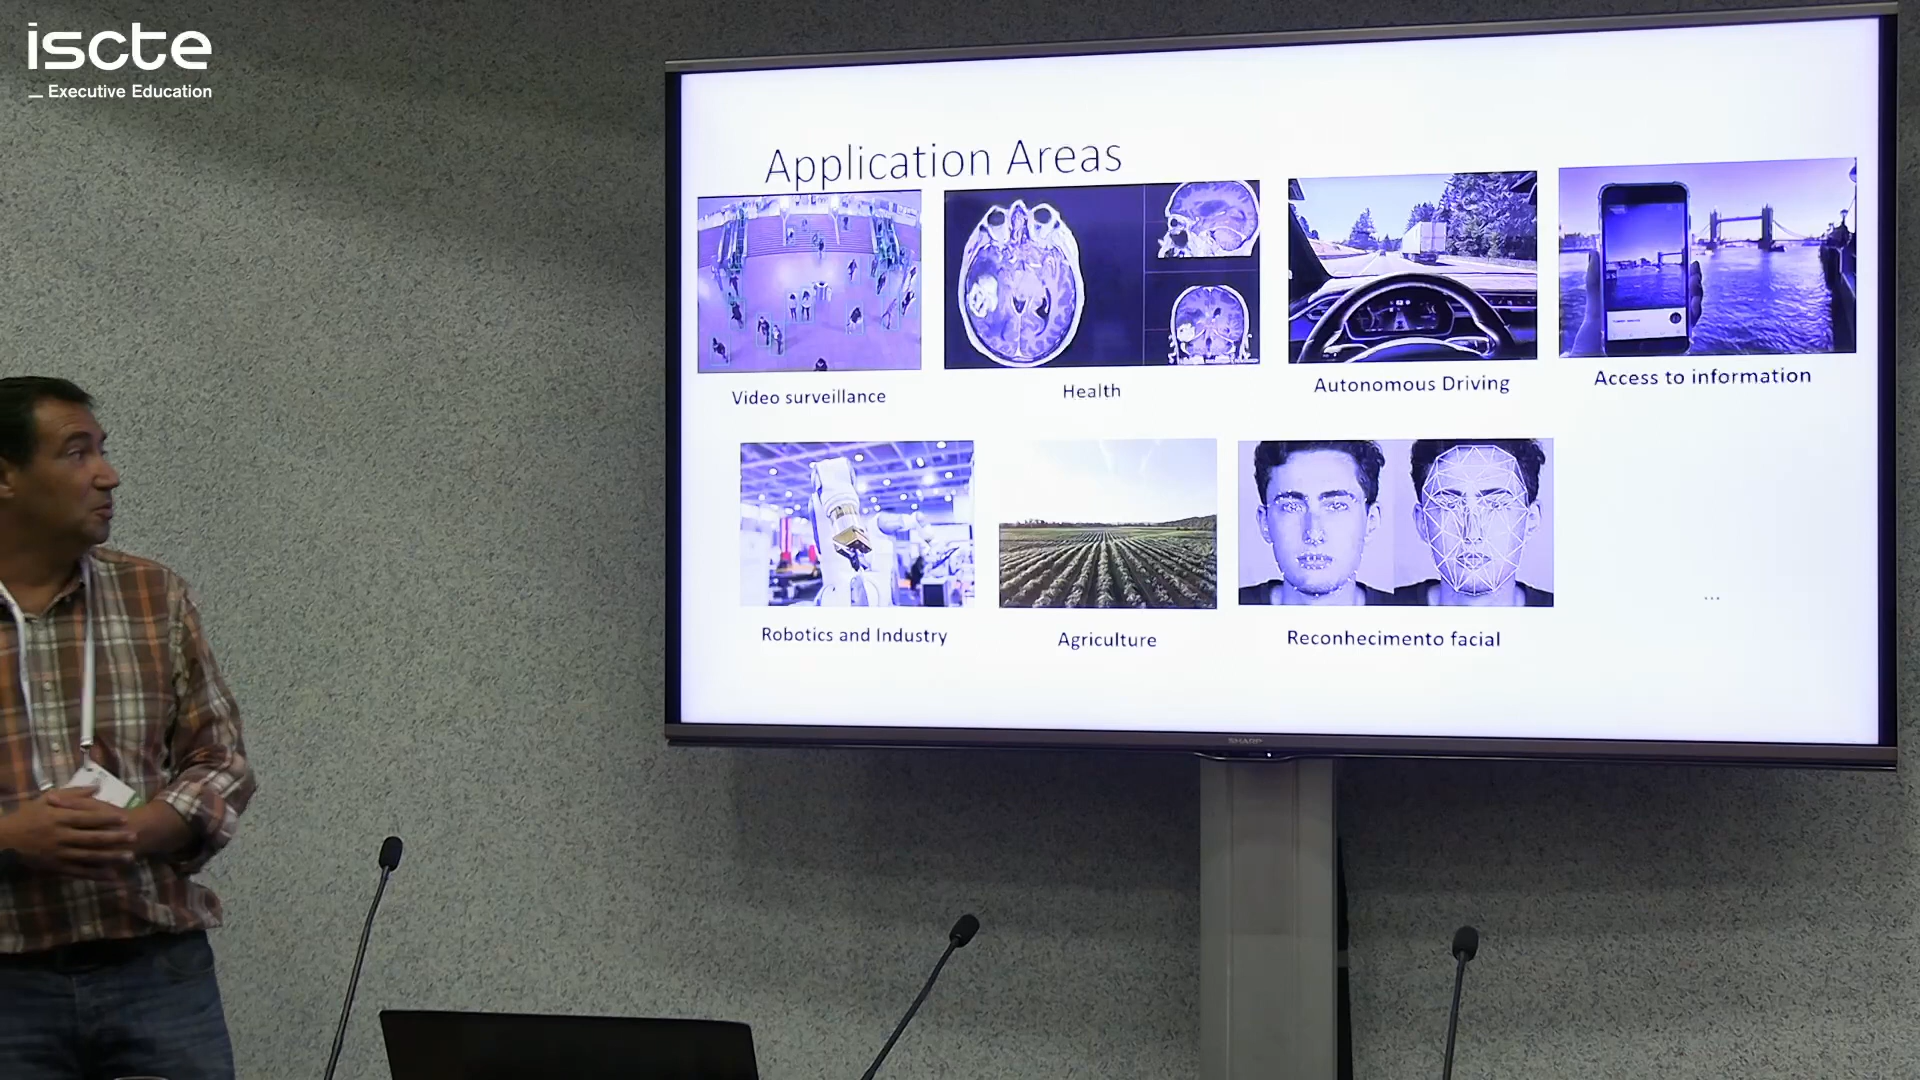 iscte
_ Executive Education
Application Areas
Video surveillance
Health
Autonomous Driving
Access to information
Robotics and Industry
Agriculture
Reconhecimento facial
...
SHARP